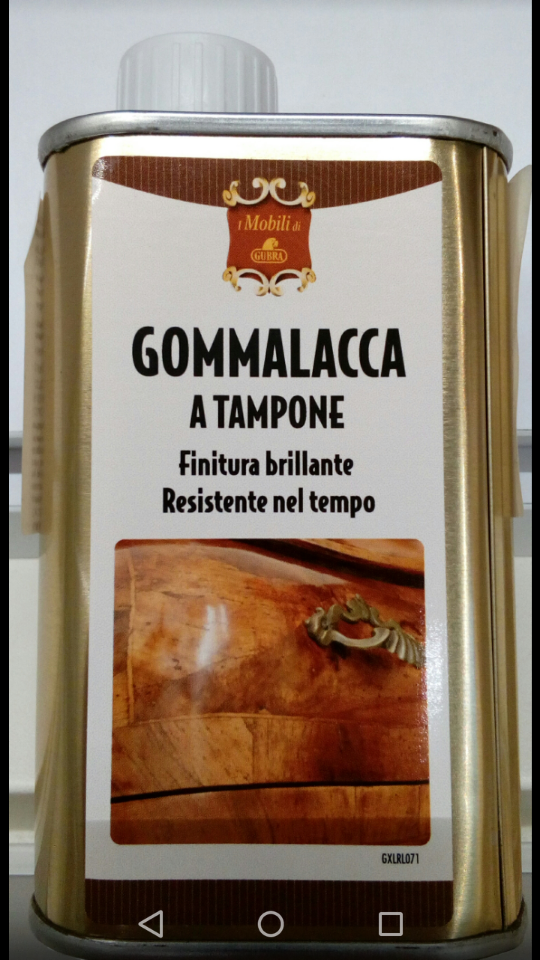 I Mobili di
GUBRA
GOMMALACCA
A TAMPONE
Finitura brillante
Resistente nel tempo
GXLRL071